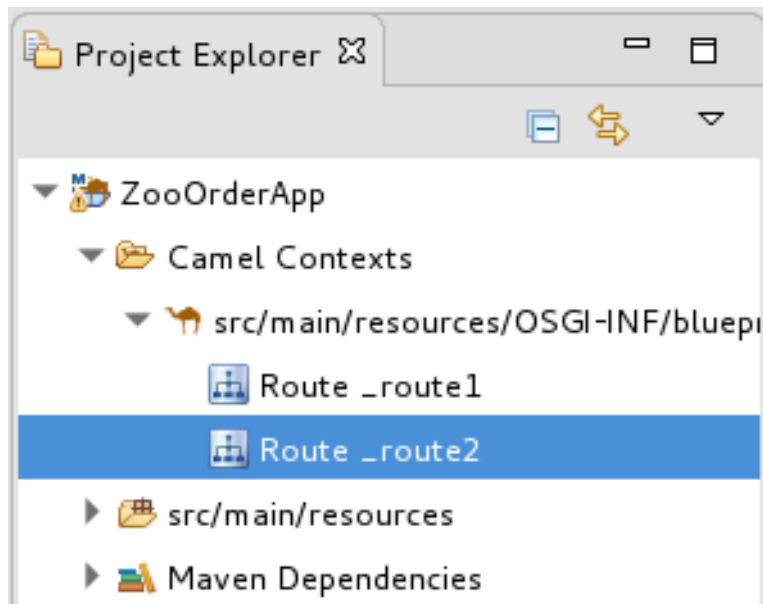 Project Explorer
ZooOrderApp
Camel Contexts
src/main/resources/OSGI-INF/bluepr
Route _route1
Route _route2
src/main/resources
Maven Dependencies